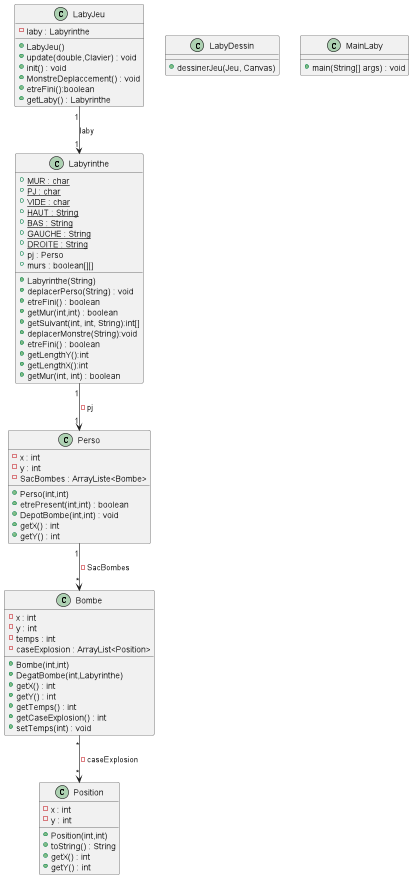 C LabyJeu
laby : Labyrinthe
LabyJeu()
update(double,Clavier) : void
init() : void
MonstreDeplaccement() : void
etreFini():boolean
getLaby() : Labyrinthe
C LabyDessin
dessinerJeu(Jeu, Canvas)
C MainLaby
main(String[] args) : void
1
laby
1
C Labyrinthe
MUR : char
PJ : char
VIDE : char
HAUT : String
BAS : String
GAUCHE : String
DROITE : String
pj : Perso
murs : boolean[][]
Labyrinthe(String)
deplacerPerso(String) : void
etreFini() : boolean
getMur(int,int) : boolean
getSuivant(int, int, String):int[]
deplacerMonstre(String):void
etreFini() : boolean
getLengthY():int
getLengthX():int
getMur(int, int) : boolean
1
pj
1
C Perso
x : int
y : int
SacBombes : ArrayListe<Bombe>
Perso(int,int)
etrePresent(int,int) : boolean
DepotBombe(int,int) : void
getX() : int
getY() : int
1
SacBombes
*
C Bombe
x : int
y : int
temps : int
caseExplosion : ArrayList<Position>
Bombe(int,int)
DegatBombe(int,Labyrinthe)
getX() : int
getY() : int
getTemps() : int
getCaseExplosion() : int
setTemps(int) : void
*
caseExplosion
*
C Position
x : int
y : int
Position(int,int)
toString() : String
getX() : int
getY() : int